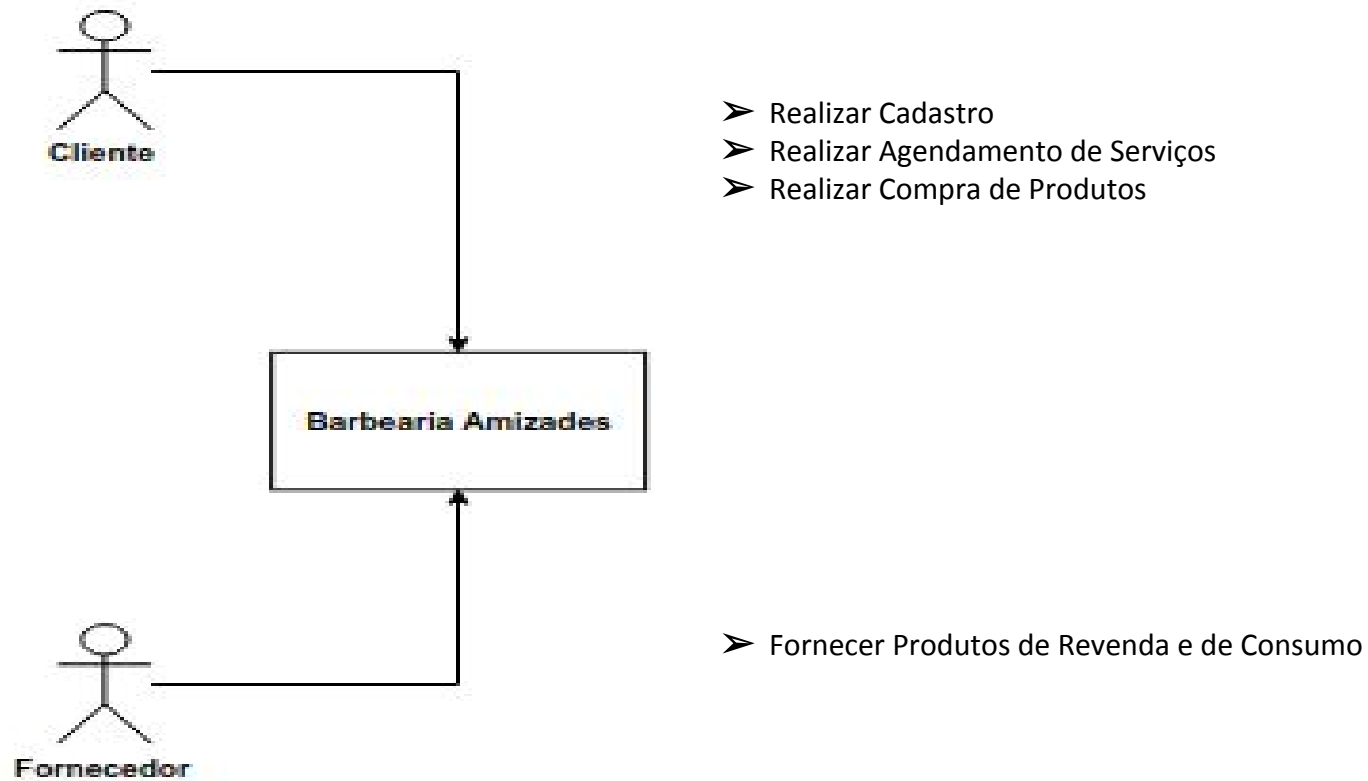 Cliente
➤ Realizar Cadastro
➤ Realizar Agendamento de Serviços
➤ Realizar Compra de Produtos
Barbearia Amizades
➤ Fornecer Produtos de Revenda e de Consumo
Fornecedor